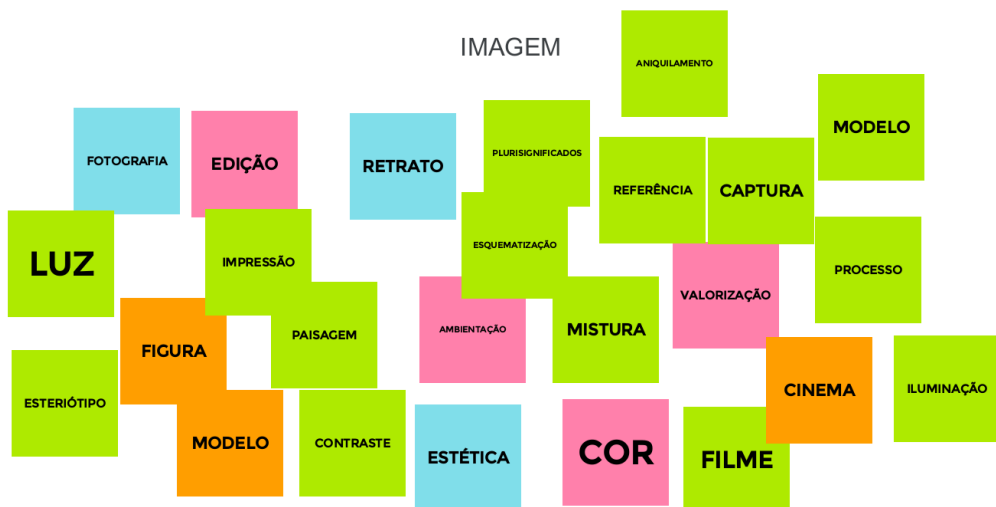 IMAGEM
ANIQUILAMENTO
MODELO
FOTOGRAFIA
EDIÇÃO
RETRATO
PLURISIGNIFICADOS
REFERÊNCIA
CAPTURA
LUZ
IMPRESSÃO
ESQUEMATIZAÇÃO
PROCESSO
VALORIZAÇÃO
PAISAGEM
AMBIENTAÇÃO
MISTURA
FIGURA
CINEMA
ILUMINAÇÃO
ESTERIÓTIPO
MODELO
CONTRASTE
ESTÉTICA
COR
FILME